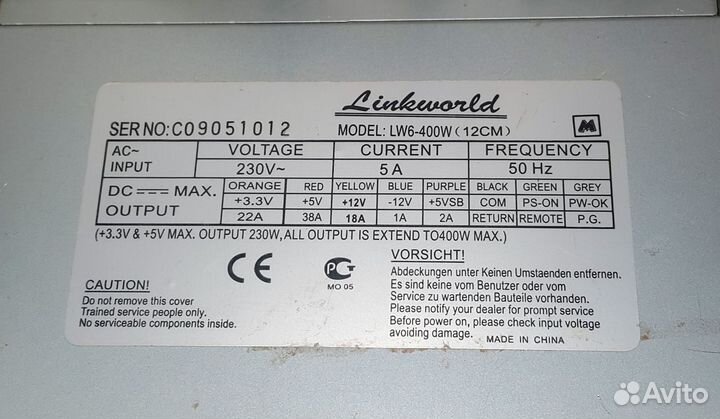 Linkworld
SER NO: C09051012 MODEL: LW6-400W (12CM) M
AC~ INPUT VOLTAGE CURRENT FREQUENCY
230V~ 5 A 50 Hz
DC MAX. OUTPUT ORANGE RED YELLOW BLUE PURPLE BLACK GREEN GREY
+3.3V +5V +12V -12V +5VSB COM PS-ON PW-OK
22A 38A 18A 1A 2A RETURN REMOTE P.G.
(+3.3V & +5V MAX. OUTPUT 230W, ALL OUTPUT IS EXTEND TO400W MAX.)
CAUTION!
Do not remove this cover
Trained service people only.
No serviceable components inside.
CE
PG
MO 05
VORSICHT!
Abdeckungen unter Keinen Umstaenden entfernen.
Es sind keine vom Benutzer oder vom
Service zu wartenden Bauteile vorhanden.
Please notify your dealer for prompt service
Before power on, please check input voltage
avoiding damage.
MADE IN CHINA
Avito